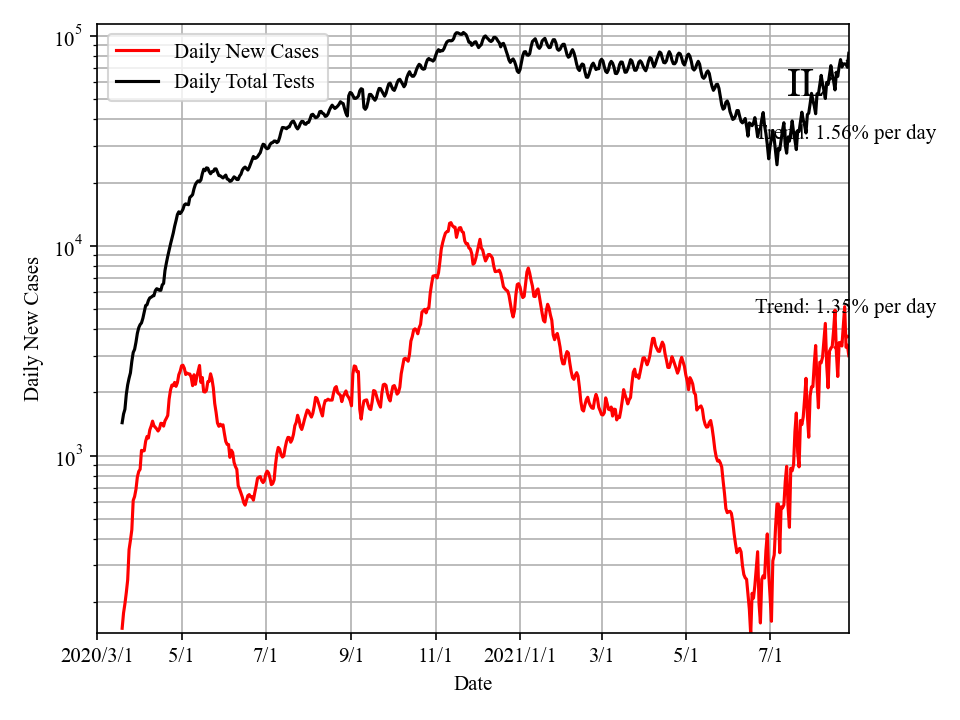 10^5
Daily New Cases
Daily Total Tests
IL
Trend: 1.56% per day
10^4
Trend: 1.35% per day
Daily New Cases
10^3
2020/3/1 5/1 7/1 9/1 11/1 2021/1/1 3/1 5/1 7/1
Date